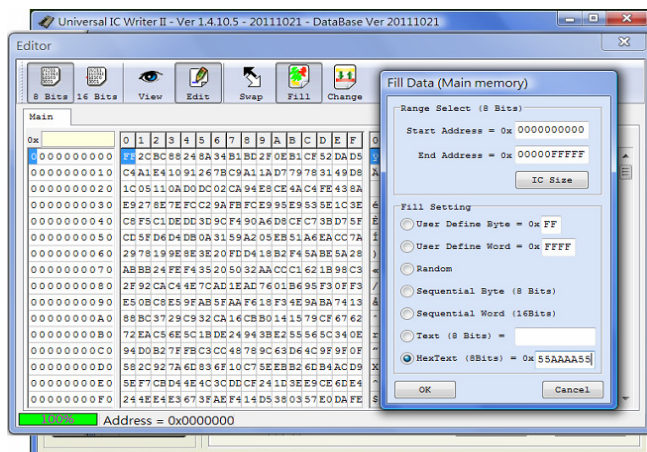 Universal IC Writer II - Ver 1.4.10.5 - 20111021 - DataBase Ver 20111021
Editor
8 Bits 16 Bits View Edit Swap Fill Change
Main
0x
0 1 2 3 4 5 6 7 8 9 A B C D E F 0
0000000000 FF 2C BC 88 24 8A 34 B1 BD 2F 0E B1 CF 52 DA D5 ÿ
0000000010 C4 A1 E4 10 91 26 7B C9 A1 1A D7 79 78 31 49 D8 Ä
0000000020 1C 05 11 0A D0 DC 02 CA 94 E8 CE 4A C4 FE 43 8A
0000000030 E9 27 8E 7E FC C2 9A FB FC E9 95 E9 53 5E 1C 3E é
0000000040 C8 F5 C1 DE DD 3D 9C F4 90 A6 D8 CF C7 3B D7 5F È
0000000050 CD 5F D6 D4 DB 0A 31 59 A2 05 EB 51 A6 EA CC 7A Í
0000000060 29 78 19 9E 8E 3E 20 FD D4 18 B2 F4 5A BE 5A 28 )
0000000070 AB BB 24 FE F4 35 20 50 32 AA CC C1 62 1B 98 C3 «
0000000080 2F 92 CA C4 4E 7C AD 1E AD 76 01 B6 95 F3 0F F3 /
0000000090 E5 0B C8 E5 9F AB 5F AA F6 18 F3 4E 9A BA 74 13 å
00000000A0 88 BC 37 29 C9 32 CA 16 CB B0 14 15 79 CF 67 62
00000000B0 72 EA C5 6E 5C 1B DE 24 94 3B E2 55 56 5C 34 0E
00000000C0 94 D0 B2 7F FB C3 CC 48 78 9C 63 D6 4C 9F 9F 0F
00000000D0 58 2C 92 7A 6D 83 6F 10 C7 5E EB B2 6D B4 AC D9 X
00000000E0 5E F7 CB D4 4E 4C 3C DD CF 24 1D 3E E9 CE 6D E4 ^
00000000F0 24 4E E4 E3 67 3F AE F4 14 D5 38 03 57 E0 DA FE $
100% Address = 0x0000000
Fill Data (Main memory)
Range Select (8 Bits)
Start Address = 0x 0000000000
End Address = 0x 00000FFFFF
IC Size
Fill Setting
User Define Byte = 0x FF
User Define Word = 0x FFFF
Random
Sequential Byte (8 Bits)
Sequential Word (16Bits)
Text (8 Bits) =
HexText (8Bits) = 0x 55AAAA55
OK Cancel